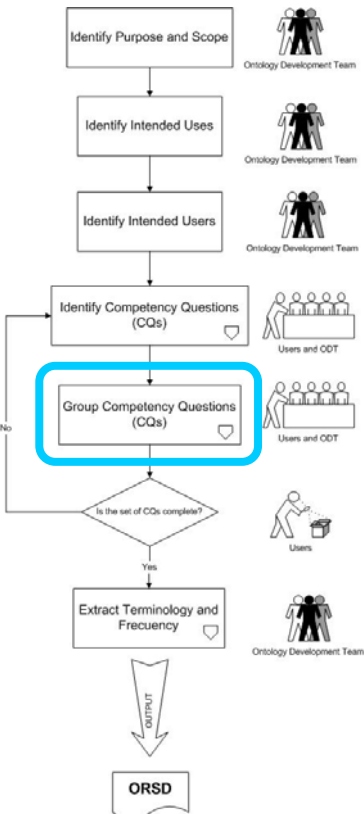 Identify Purpose and Scope
Ontology Development Team
Identify Intended Uses
Ontology Development Team
Identify Intended Users
Ontology Development Team
Identify Competency Questions
(CQs)
Users and ODT
Group Competency Questions
(CQs)
Users and ODT
No
Is the set of CQs complete?
Users
Yes
Extract Terminology and
Frecuency
Ontology Development Team
OUTPUT
ORSD